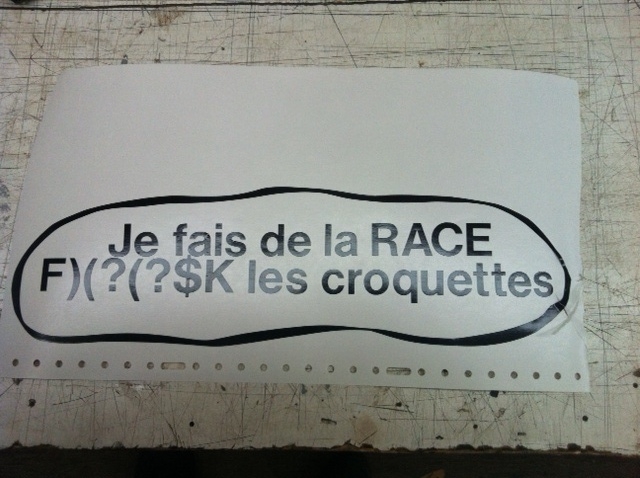 Je fais de la RACE
F)(?(?$K les croquettes